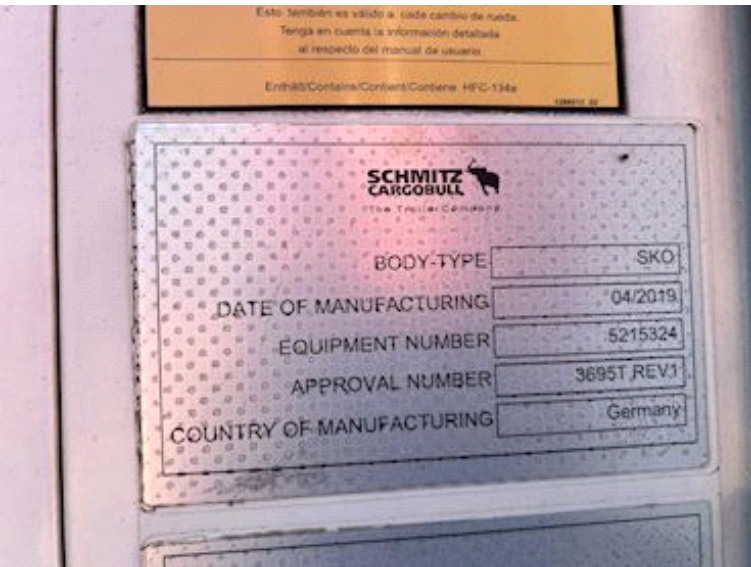 Esto también es válido a cada cambio de rueda.
Tenga en cuenta la información detallada
al respecto del manual de usuario.
Enthält/Contains/Contient/Contiene HFC-134a
SCHMITZ
CARGOBULL
The Trailer Company
BODY-TYPE SKO
DATE OF MANUFACTURING 04/2019
EQUIPMENT NUMBER 5215324
APPROVAL NUMBER 3695T REV1
COUNTRY OF MANUFACTURING Germany